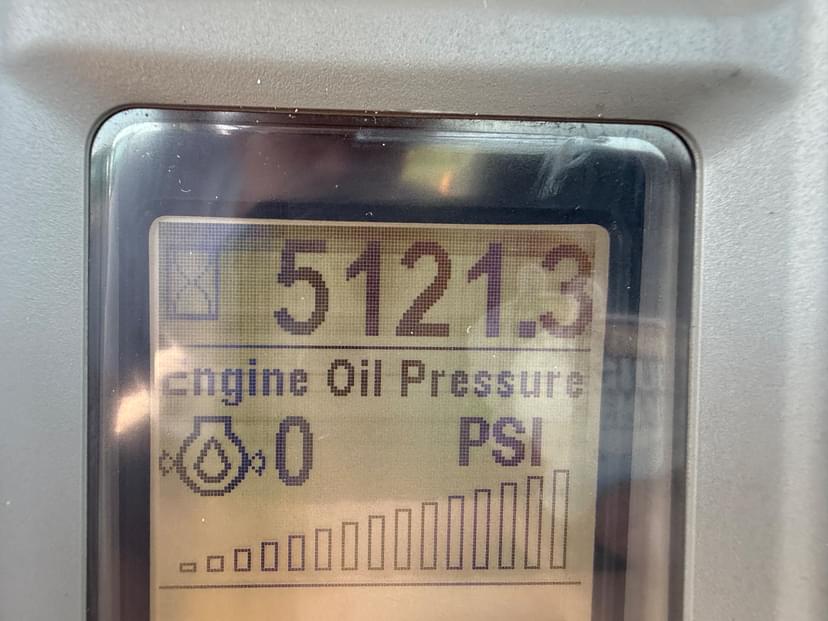 5121.3
Engine Oil Pressure
0 PSI